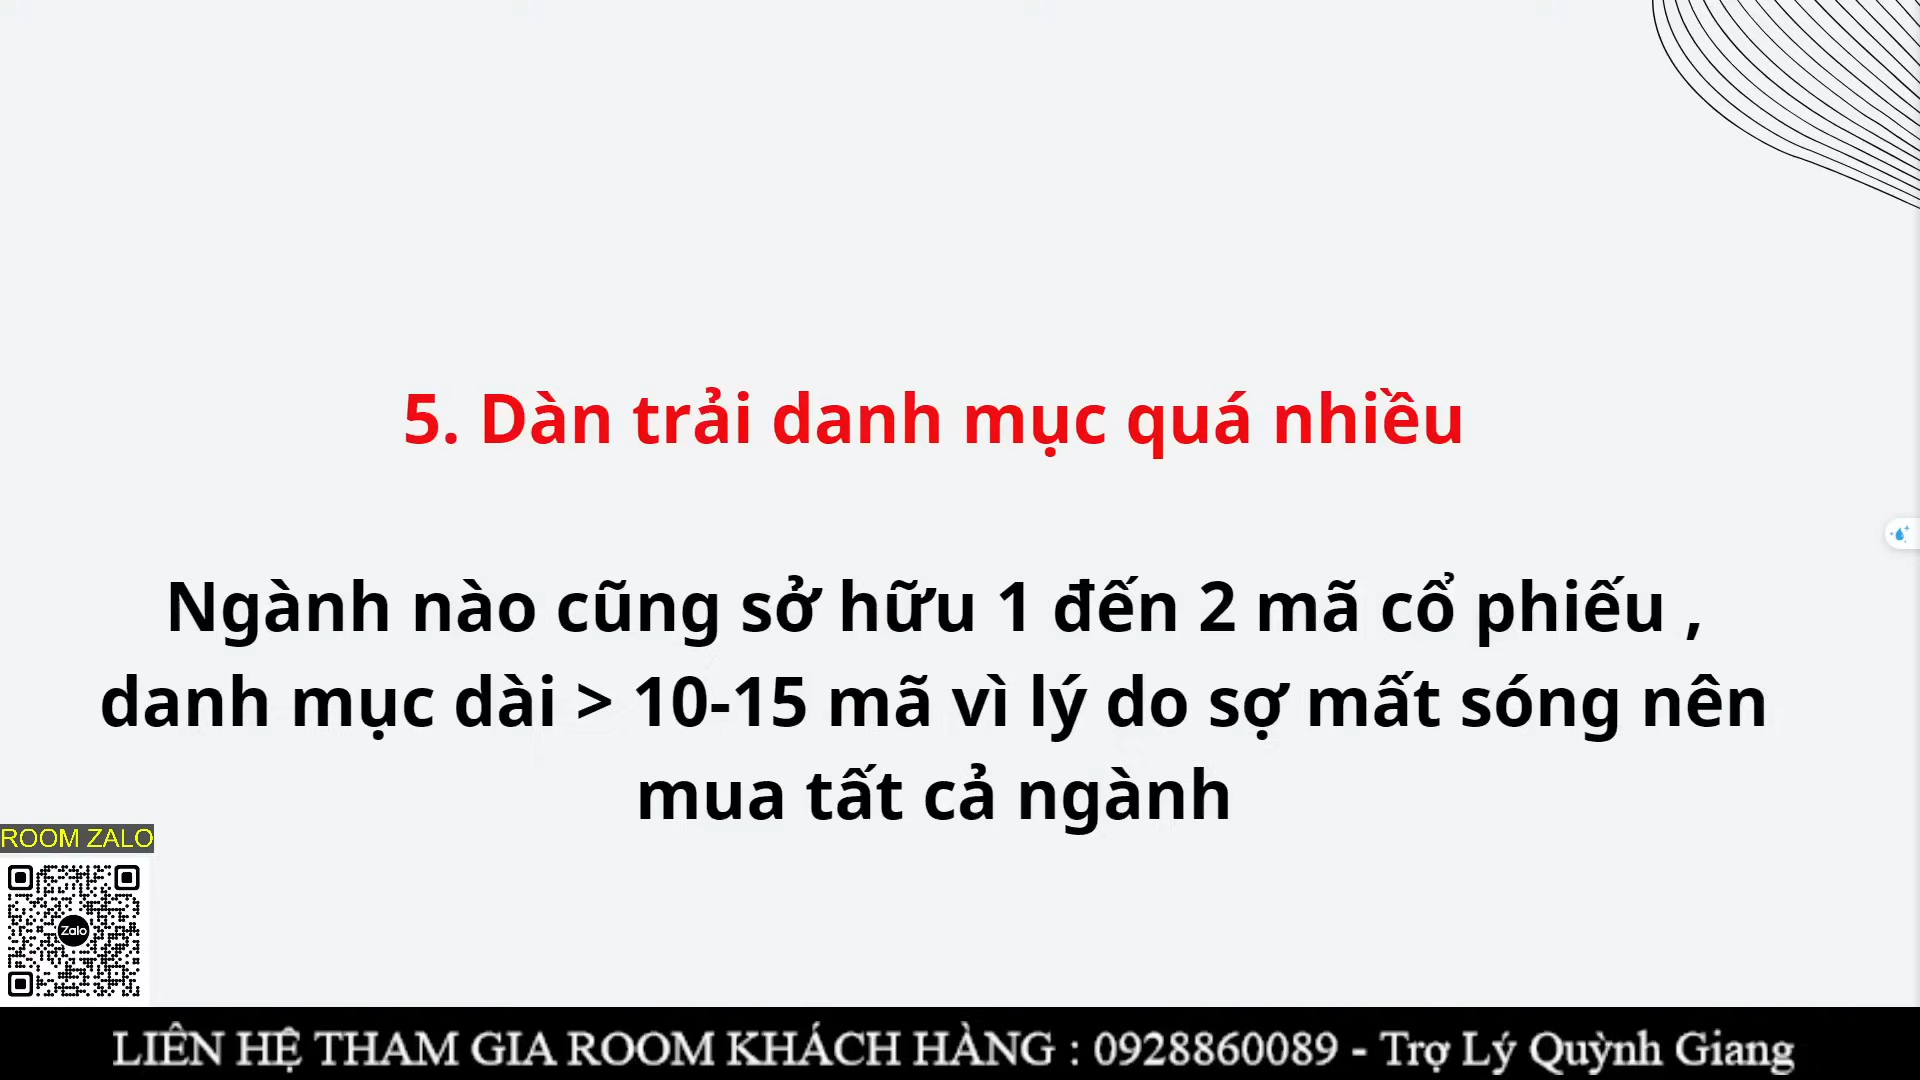 5. Dàn trải danh mục quá nhiều
Ngành nào cũng sở hữu 1 đến 2 mã cổ phiếu ,
danh mục dài > 10-15 mã vì lý do sợ mất sóng nên
mua tất cả ngành
ROOM ZALO
Zalo
LIÊN HỆ THAM GIA ROOM KHÁCH HÀNG : 0928860089 - Trợ Lý Quỳnh Giang